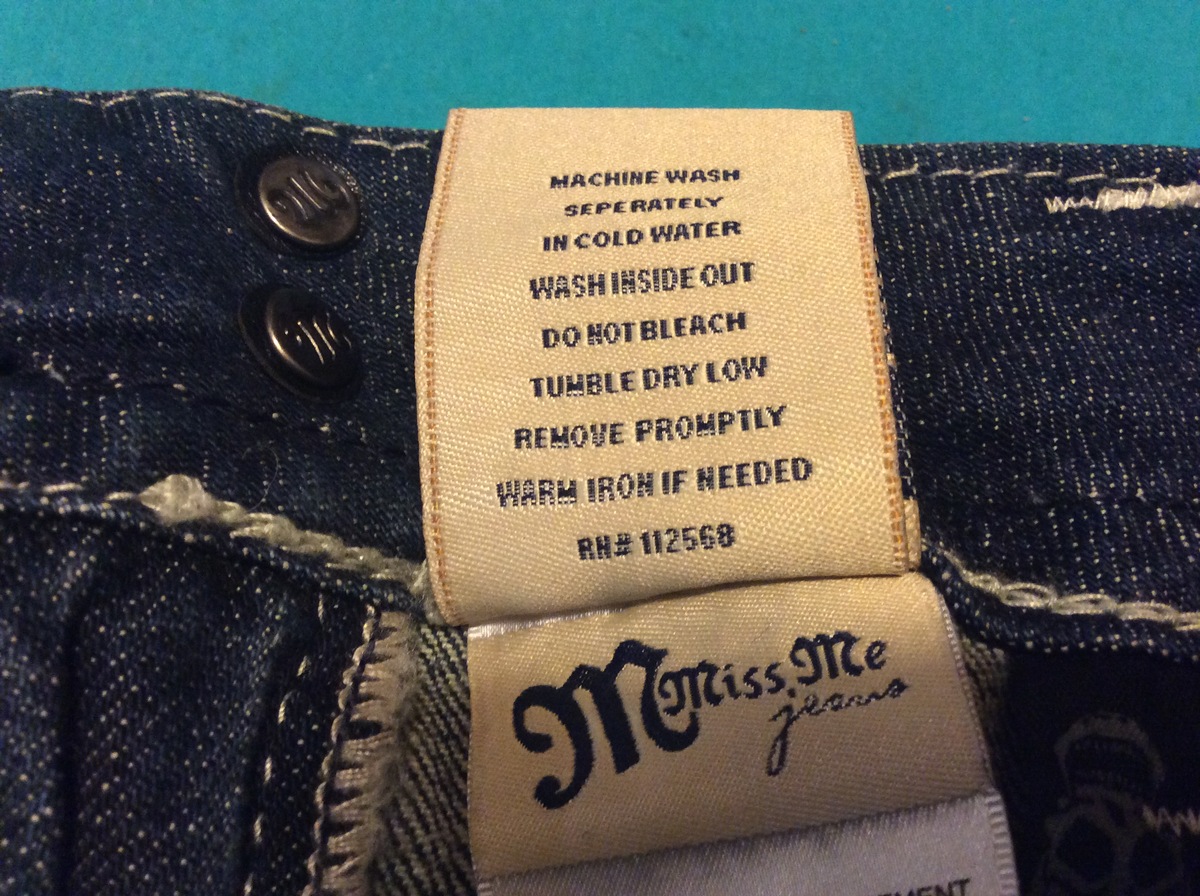 MACHINE WASH
SEPERATELY
IN COLD WATER
WASH INSIDE OUT
DO NOT BLEACH
TUMBLE DRY LOW
REMOVE PROMPTLY
WARM IRON IF NEEDED
RN# 112568
M Miss Me
jeans